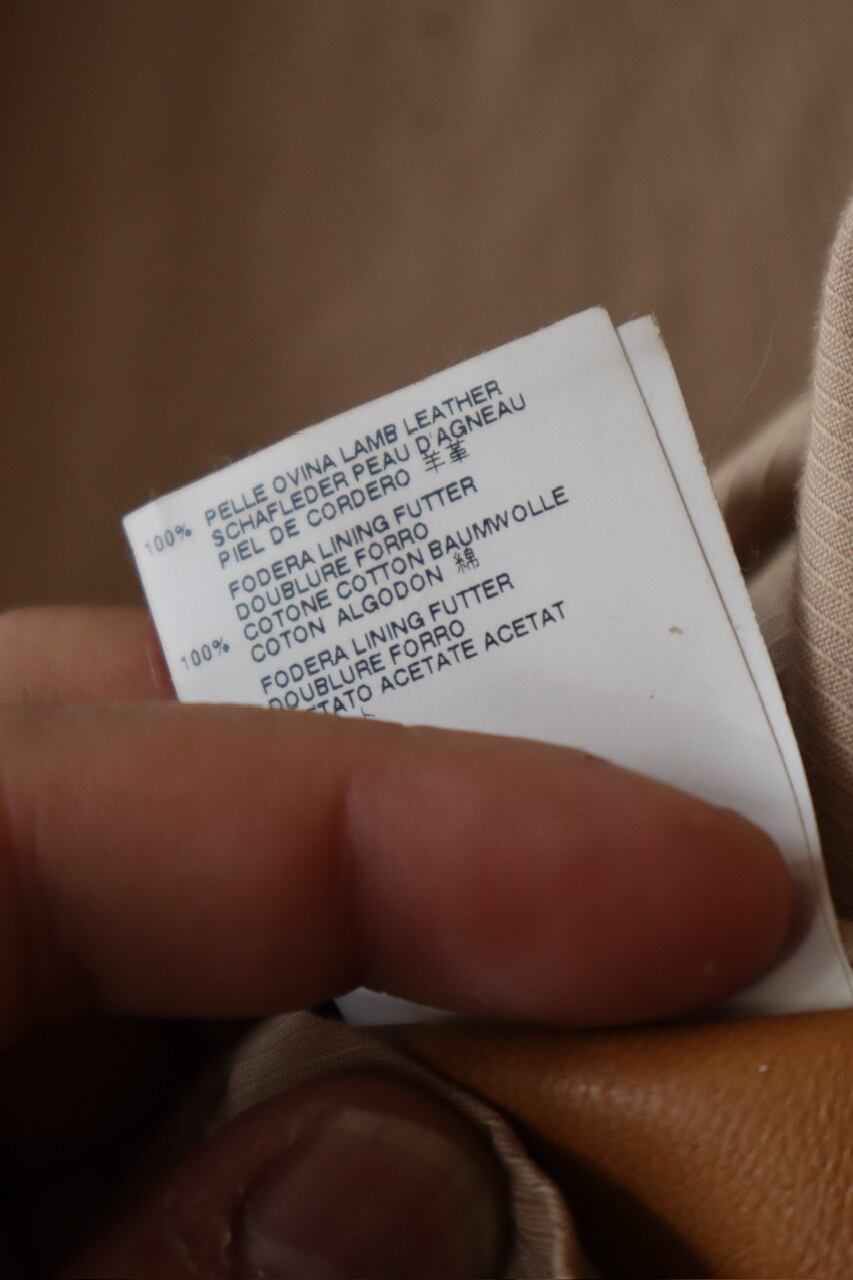 100% PELLE OVINA LAMB LEATHER
SCHAFLEDER PEAU D'AGNEAU
PIEL DE CORDERO 羊革
FODERA LINING FUTTER
DOUBLURE FORRO
100% COTONE COTTON BAUMWOLLE
COTON ALGODON 綿
FODERA LINING FUTTER
DOUBLURE FORRO
ACETATE ACETAT